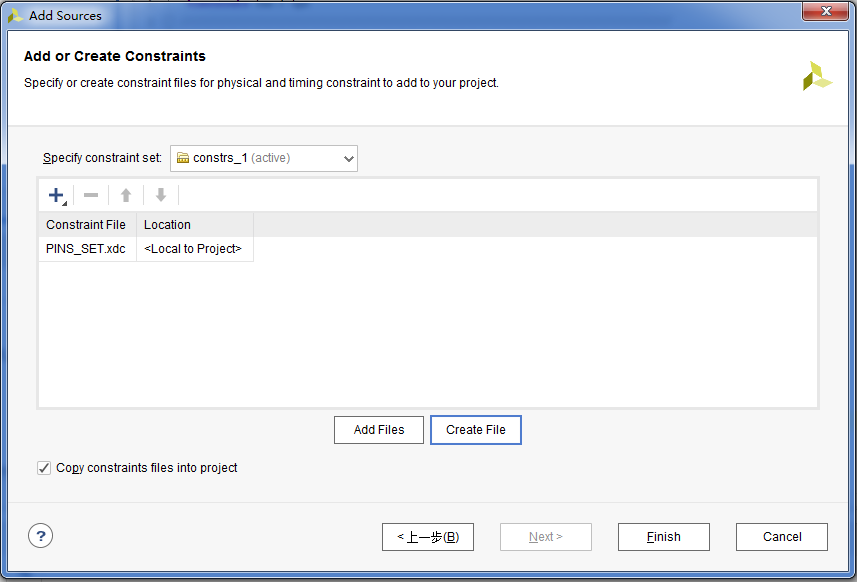 Add Sources
Add or Create Constraints
Specify or create constraint files for physical and timing constraint to add to your project.
Specify constraint set: constrs_1 (active)
Constraint File Location
PINS_SET.xdc <Local to Project>
Add Files Create File
Copy constraints files into project
? < 上一步(B) Next > Finish Cancel